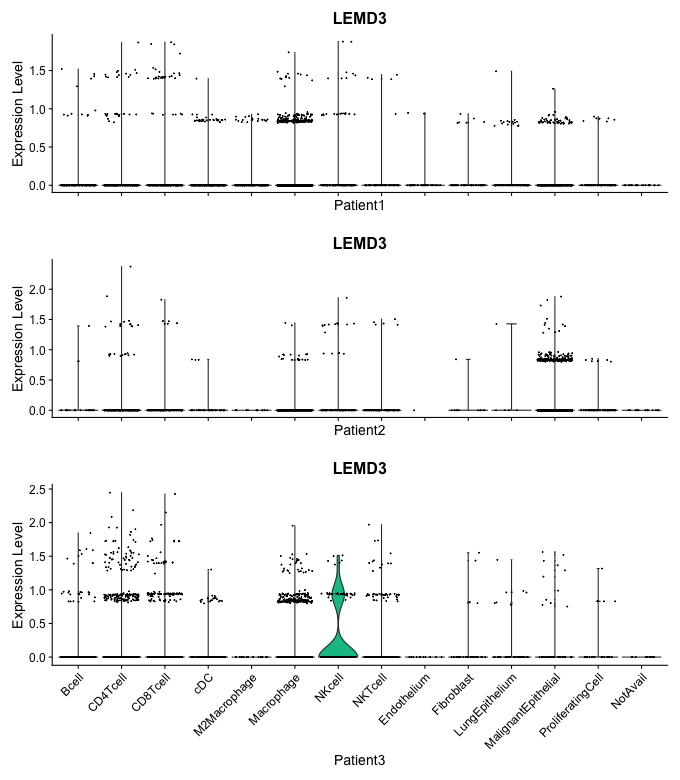 LEMD3
Expression Level
1.5
1.0
0.5
0.0
Patient1
LEMD3
Expression Level
2.0
1.5
1.0
0.5
0.0
Patient2
LEMD3
Expression Level
2.5
2.0
1.5
1.0
0.5
0.0
Bcell
CD4Tcell
CD8Tcell
cDC
M2Macrophage
Macrophage
NKcell
NKTcell
Endothelium
Fibroblast
LungEpithelium
MalignantEpithelial
ProliferatingCell
NotAvail
Patient3